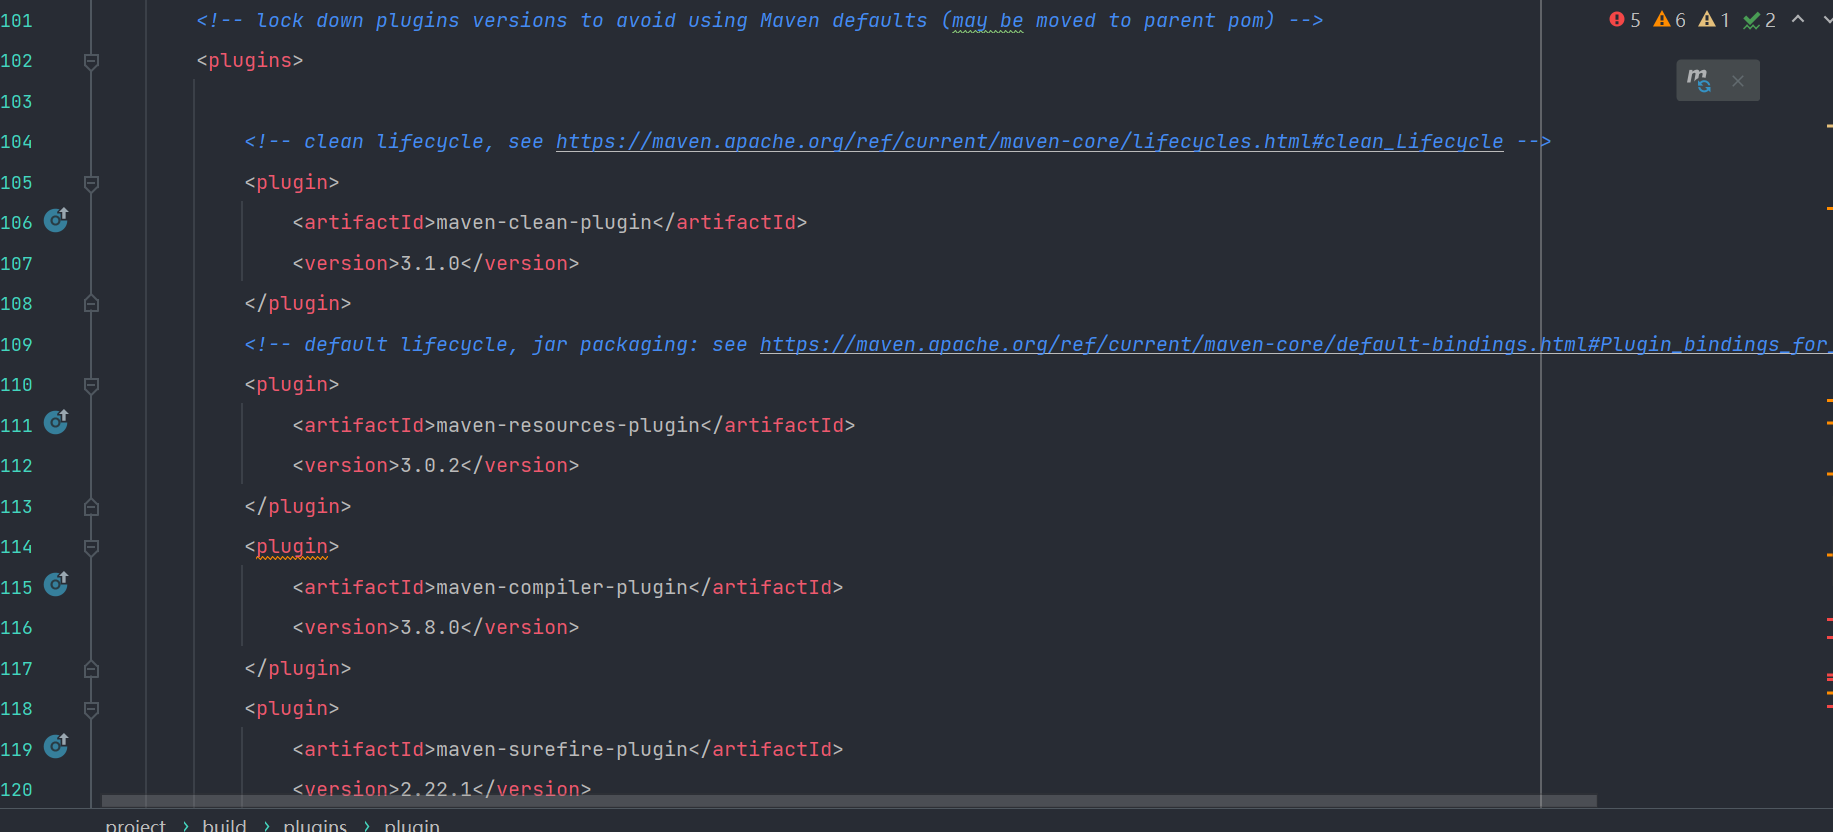 101 <!-- lock down plugins versions to avoid using Maven defaults (may be moved to parent pom) --> 5 6 1 2
102 <plugins>
103
104 <!-- clean lifecycle, see https://maven.apache.org/ref/current/maven-core/lifecycles.html#clean_Lifecycle -->
105 <plugin>
106 <artifactId>maven-clean-plugin</artifactId>
107 <version>3.1.0</version>
108 </plugin>
109 <!-- default lifecycle, jar packaging: see https://maven.apache.org/ref/current/maven-core/default-bindings.html#Plugin_bindings_for_
110 <plugin>
111 <artifactId>maven-resources-plugin</artifactId>
112 <version>3.0.2</version>
113 </plugin>
114 <plugin>
115 <artifactId>maven-compiler-plugin</artifactId>
116 <version>3.8.0</version>
117 </plugin>
118 <plugin>
119 <artifactId>maven-surefire-plugin</artifactId>
120 <version>2.22.1</version>
project › build › plugins › plugin